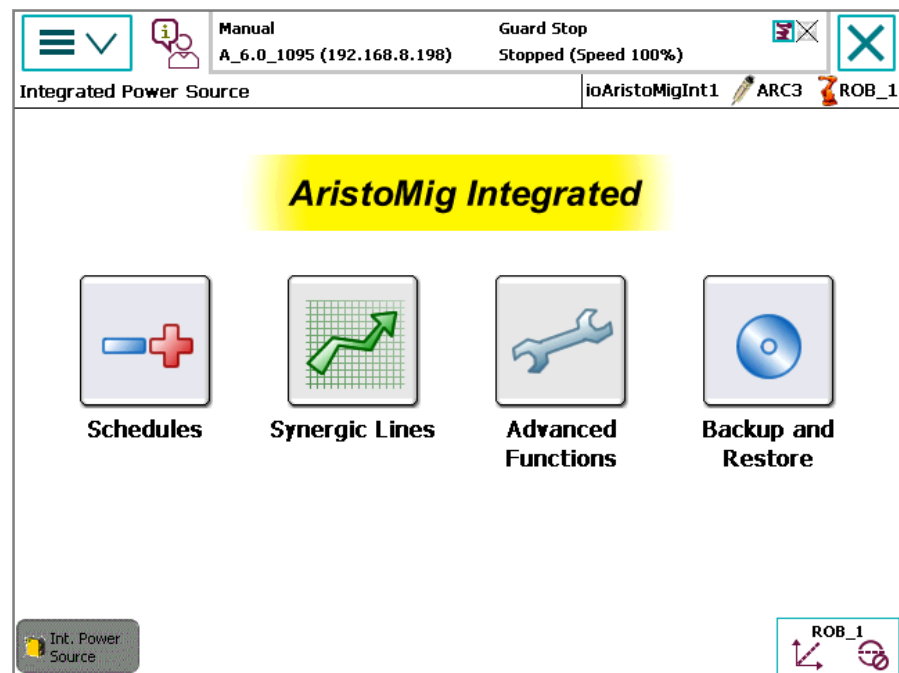 Manual
Guard Stop
A_6.0_1095 (192.168.8.198)
Stopped (Speed 100%)
Integrated Power Source
ioAristoMigInt1
ARC3
ROB_1
AristoMig Integrated
Schedules
Synergic Lines
Advanced
Functions
Backup and
Restore
Int. Power
Source
ROB_1